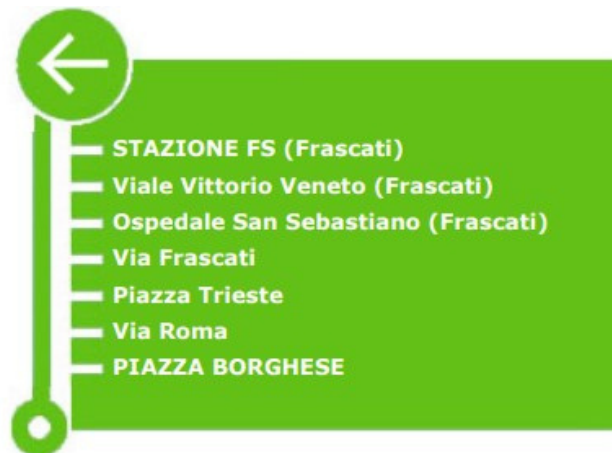 STAZIONE FS (Frascati)
Viale Vittorio Veneto (Frascati)
Ospedale San Sebastiano (Frascati)
Via Frascati
Piazza Trieste
Via Roma
PIAZZA BORGHESE